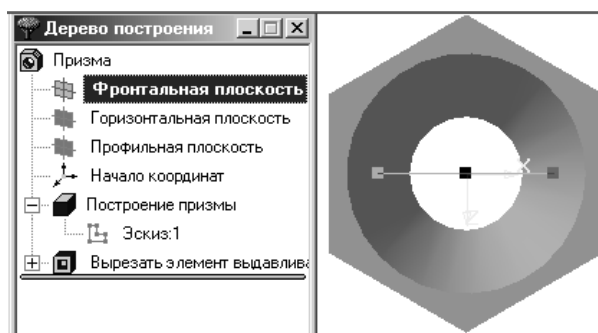 Дерево построения
Призма
Фронтальная плоскость
Горизонтальная плоскость
Профильная плоскость
Начало координат
Построение призмы
Эскиз:1
Вырезать элемент выдавлива
X
Z